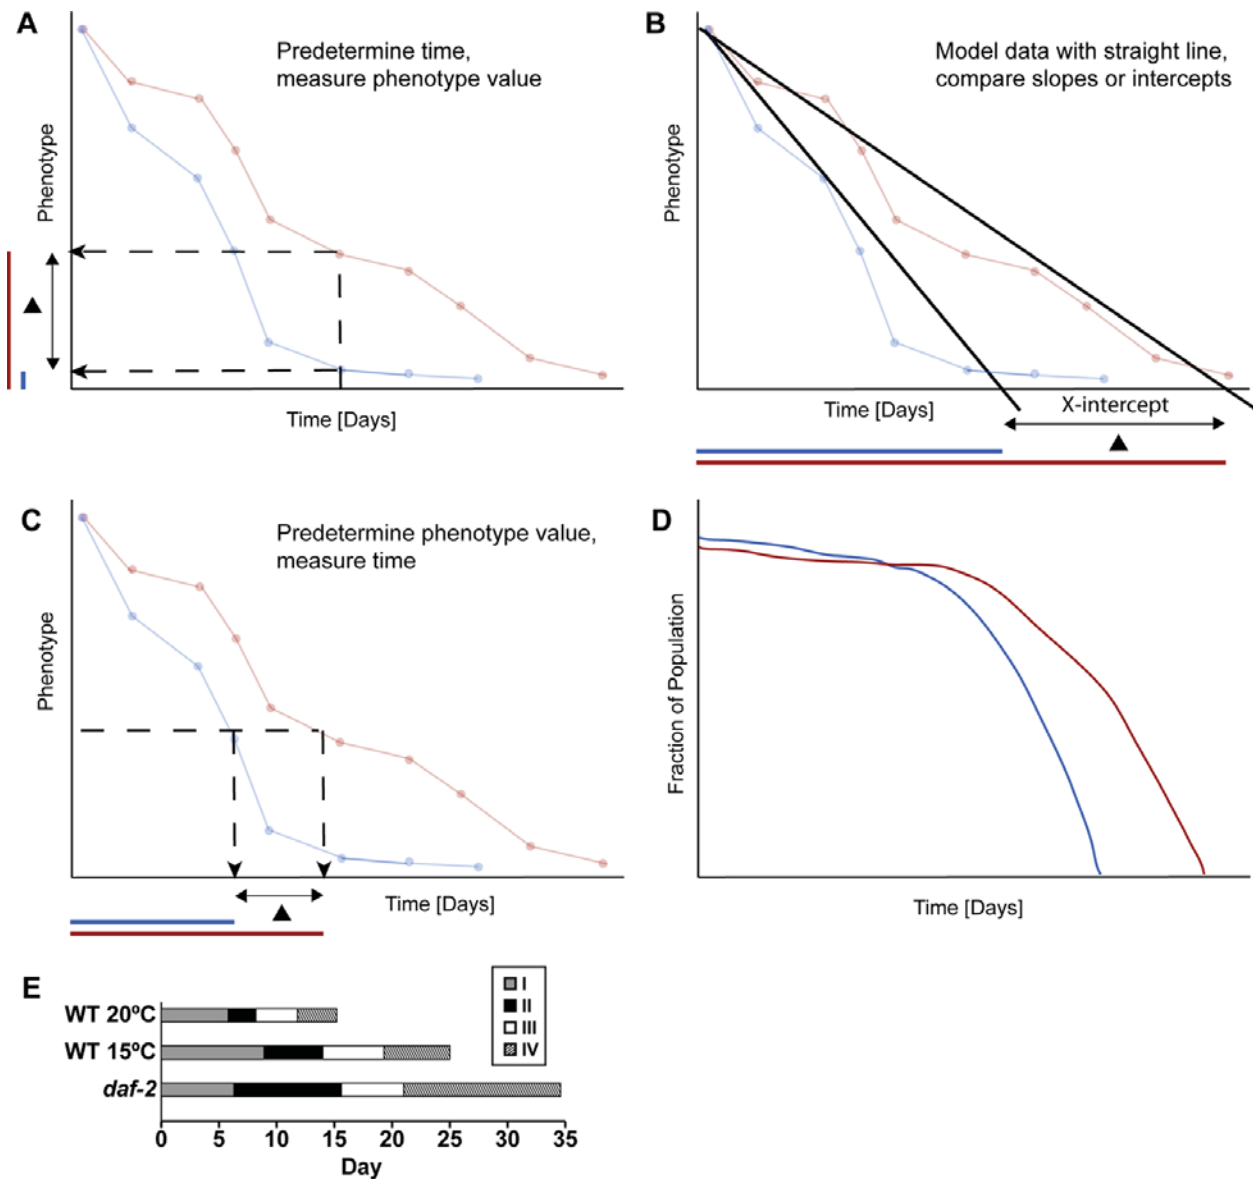 A
Predetermine time,
measure phenotype value
Phenotype
Time [Days]
B
Model data with straight line,
compare slopes or intercepts
Phenotype
Time [Days]
X-intercept
C
Predetermine phenotype value,
measure time
Phenotype
Time [Days]
D
Fraction of Population
Time [Days]
E
I
II
III
IV
WT 20ºC
WT 15ºC
daf-2
0 5 10 15 20 25 30 35
Day